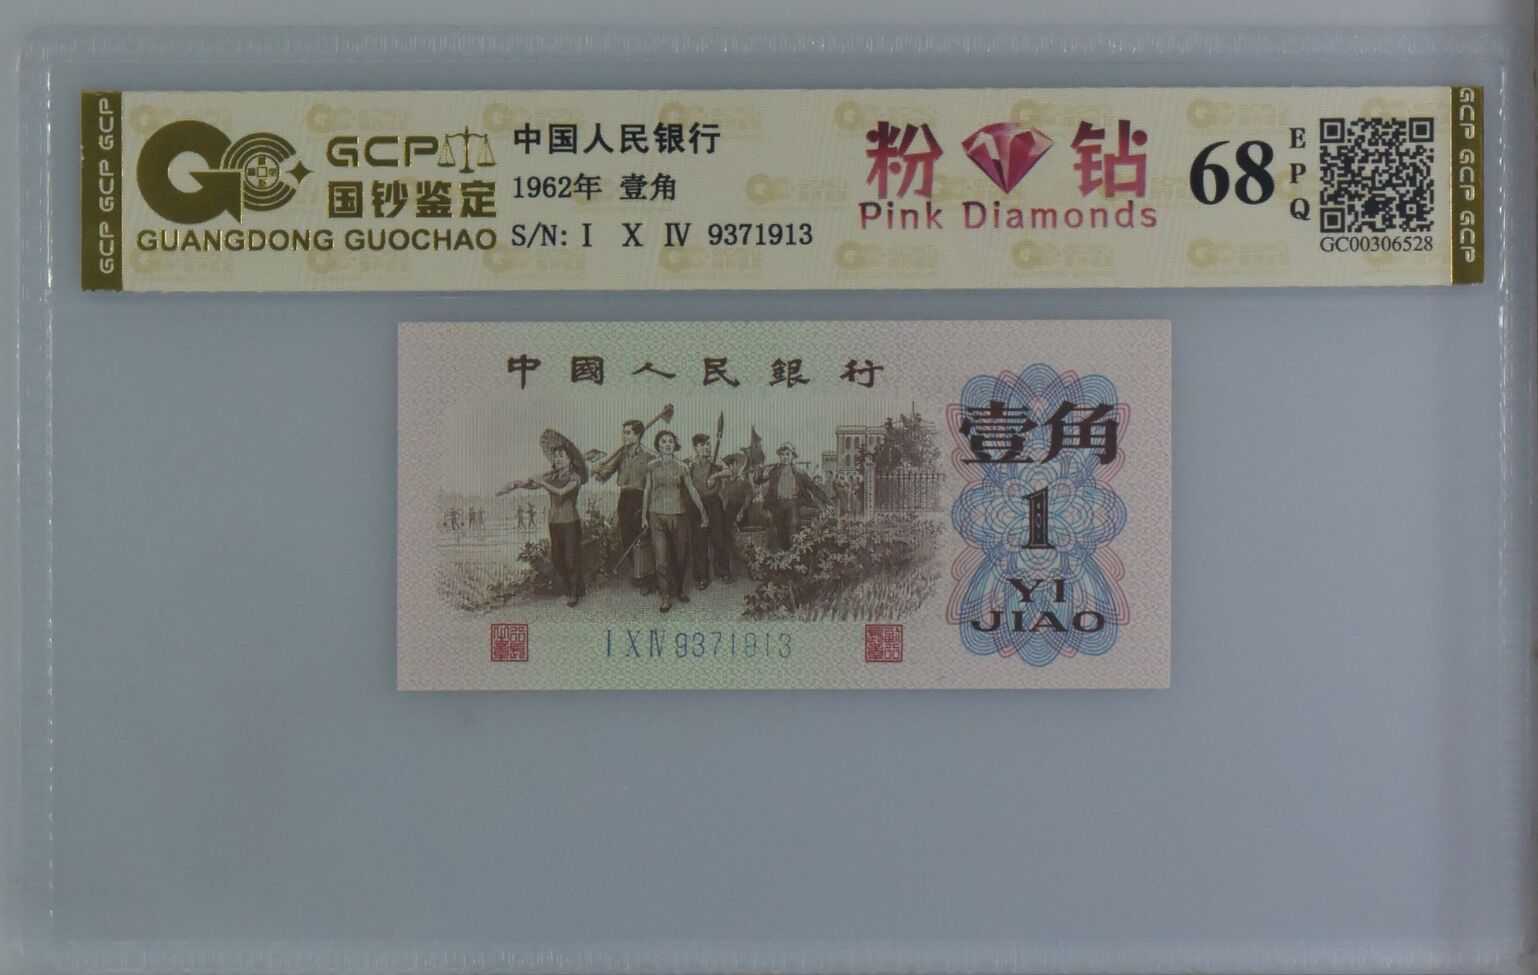 GCP GCP GCP
GCP
国钞鉴定
GUANGDONG GUOCHAO
中国人民银行
1962年 壹角
S/N: I X IV 9371913
粉钻
Pink Diamonds
68
EPQ
GC00306528
GCP GCP GCP
中國人民銀行
壹角
1
YI
JIAO
I X IV 9371913